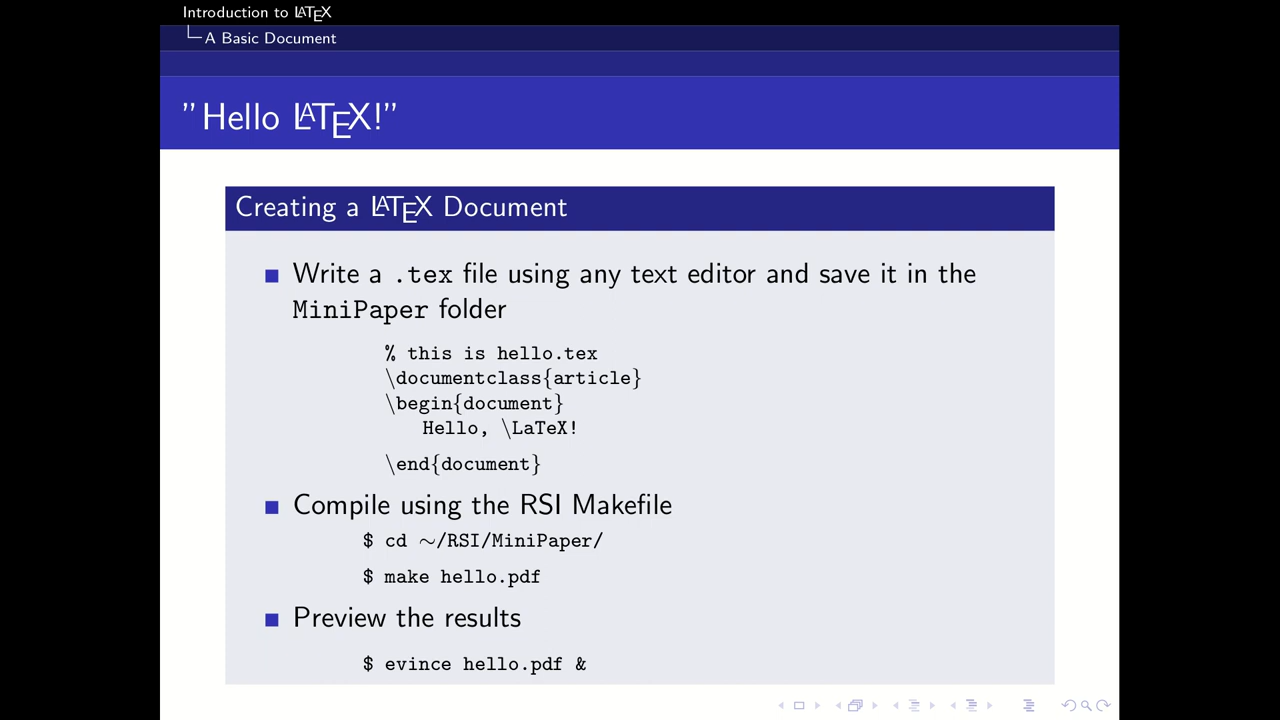 Introduction to LATEX
A Basic Document
"Hello LATEX!"
Creating a LATEX Document
Write a .tex file using any text editor and save it in the
MiniPaper folder
% this is hello.tex
\documentclass{article}
\begin{document}
Hello, \LaTeX!
\end{document}
Compile using the RSI Makefile
$ cd ~/RSI/MiniPaper/
$ make hello.pdf
Preview the results
$ evince hello.pdf &